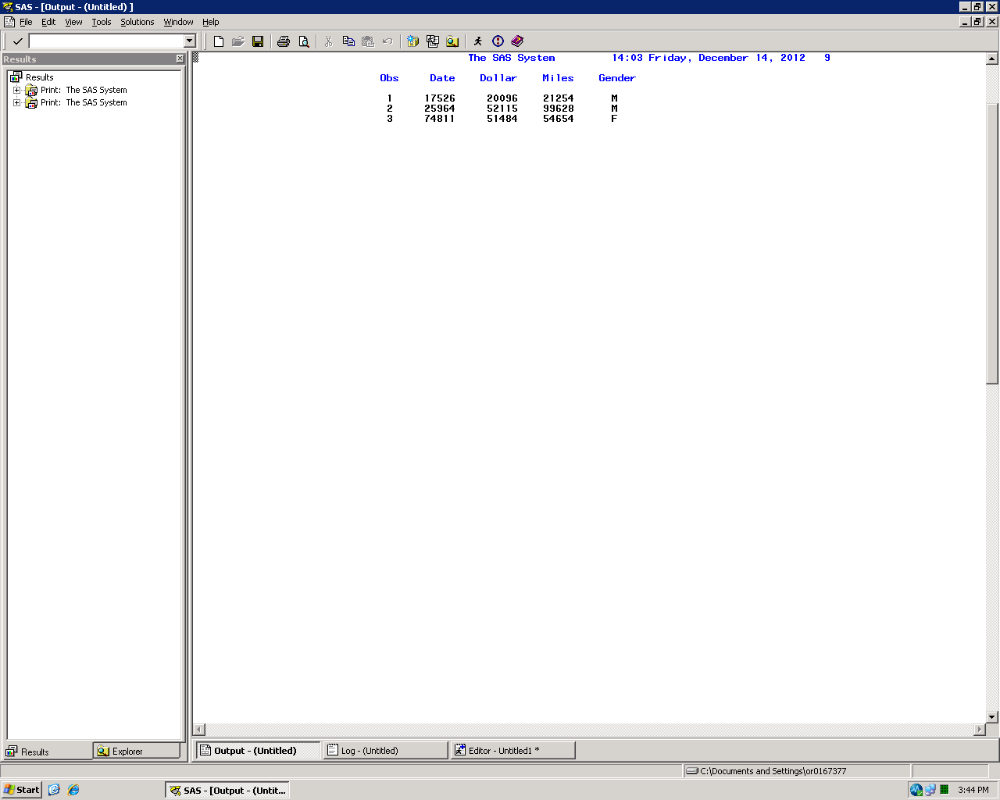 SAS - [Output - (Untitled) ]
File Edit View Tools Solutions Window Help
Results
Results
Print: The SAS System
Print: The SAS System
The SAS System 14:03 Friday, December 14, 2012 9
Obs Date Dollar Miles Gender
1 17526 20096 21254 M
2 25964 52115 99628 M
3 74811 51484 54654 F
Results Explorer
Output - (Untitled) Log - (Untitled) Editor - Untitled1 *
C:\Documents and Settings\or0167377
Start SAS - [Output - (Untit... 3:44 PM